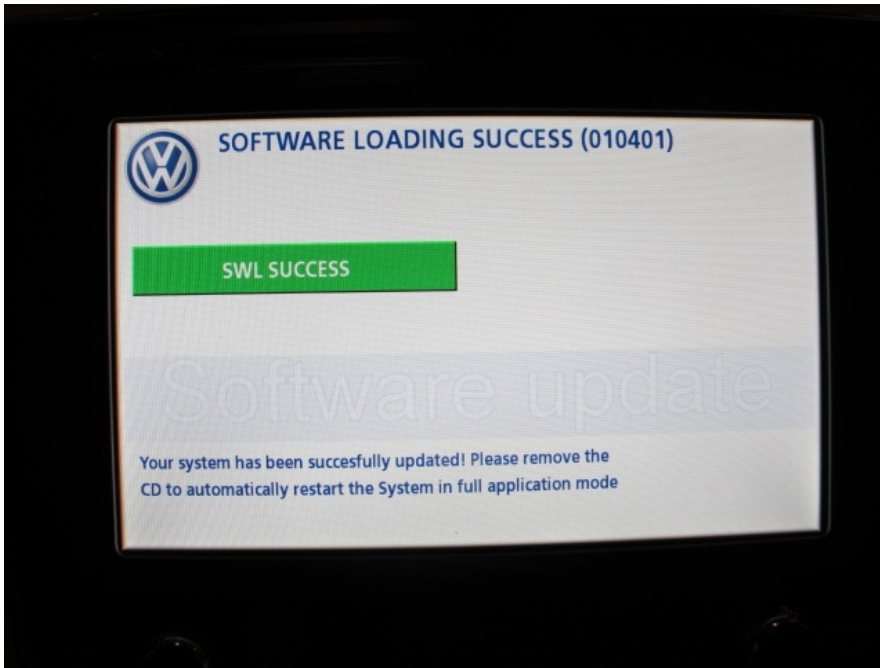 SOFTWARE LOADING SUCCESS (010401)
SWL SUCCESS
Software update
Your system has been succesfully updated! Please remove the
CD to automatically restart the System in full application mode